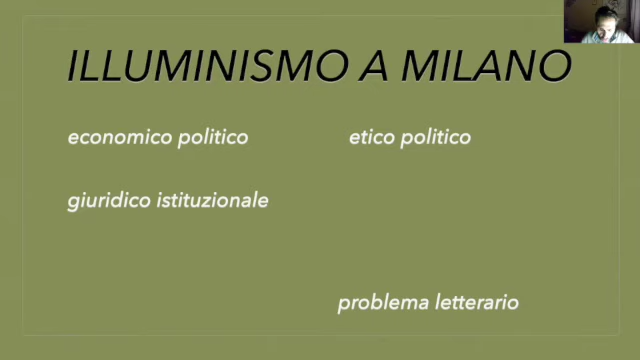 ILLUMINISMO A MILANO
economico politico
etico politico
giuridico istituzionale
problema letterario